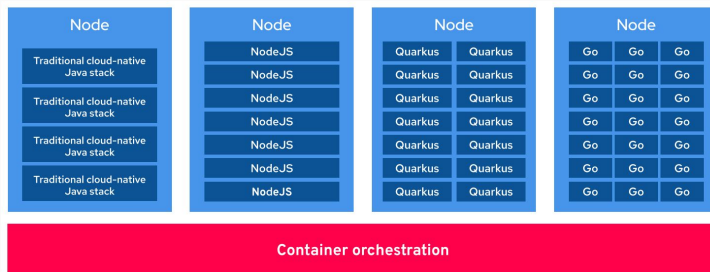 Node
Traditional cloud-native
Java stack
Traditional cloud-native
Java stack
Traditional cloud-native
Java stack
Traditional cloud-native
Java stack
Node
NodeJS
NodeJS
NodeJS
NodeJS
NodeJS
NodeJS
NodeJS
Node
Quarkus Quarkus
Quarkus Quarkus
Quarkus Quarkus
Quarkus Quarkus
Quarkus Quarkus
Quarkus Quarkus
Quarkus Quarkus
Node
Go Go Go
Go Go Go
Go Go Go
Go Go Go
Go Go Go
Go Go Go
Go Go Go
Container orchestration